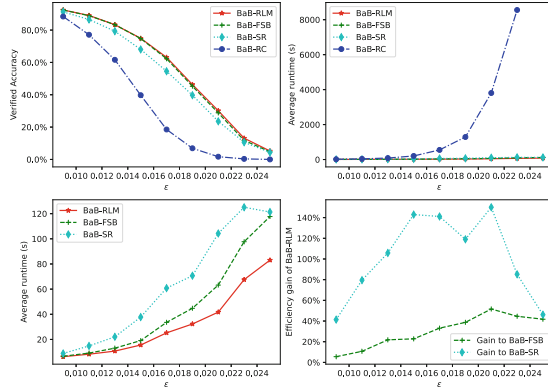 Verified Accuracy
80,0%
60,0%
40,0%
20,0%
0,0%
BaB-RLM
BaB-FSB
BaB-SR
BaB-RC
0,010 0,012 0,014 0,016 0,018 0,020 0,022 0,024
ε
Average runtime (s)
8000
6000
4000
2000
0
BaB-RLM
BaB-FSB
BaB-SR
BaB-RC
0,010 0,012 0,014 0,016 0,018 0,020 0,022 0,024
ε
Average runtime (s)
120
100
80
60
40
20
BaB-RLM
BaB-FSB
BaB-SR
0,010 0,012 0,014 0,016 0,018 0,020 0,022 0,024
ε
Efficiency gain of BaB-RLM
140%
120%
100%
80%
60%
40%
20%
0%
Gain to BaB-FSB
Gain to BaB-SR
0,010 0,012 0,014 0,016 0,018 0,020 0,022 0,024
ε